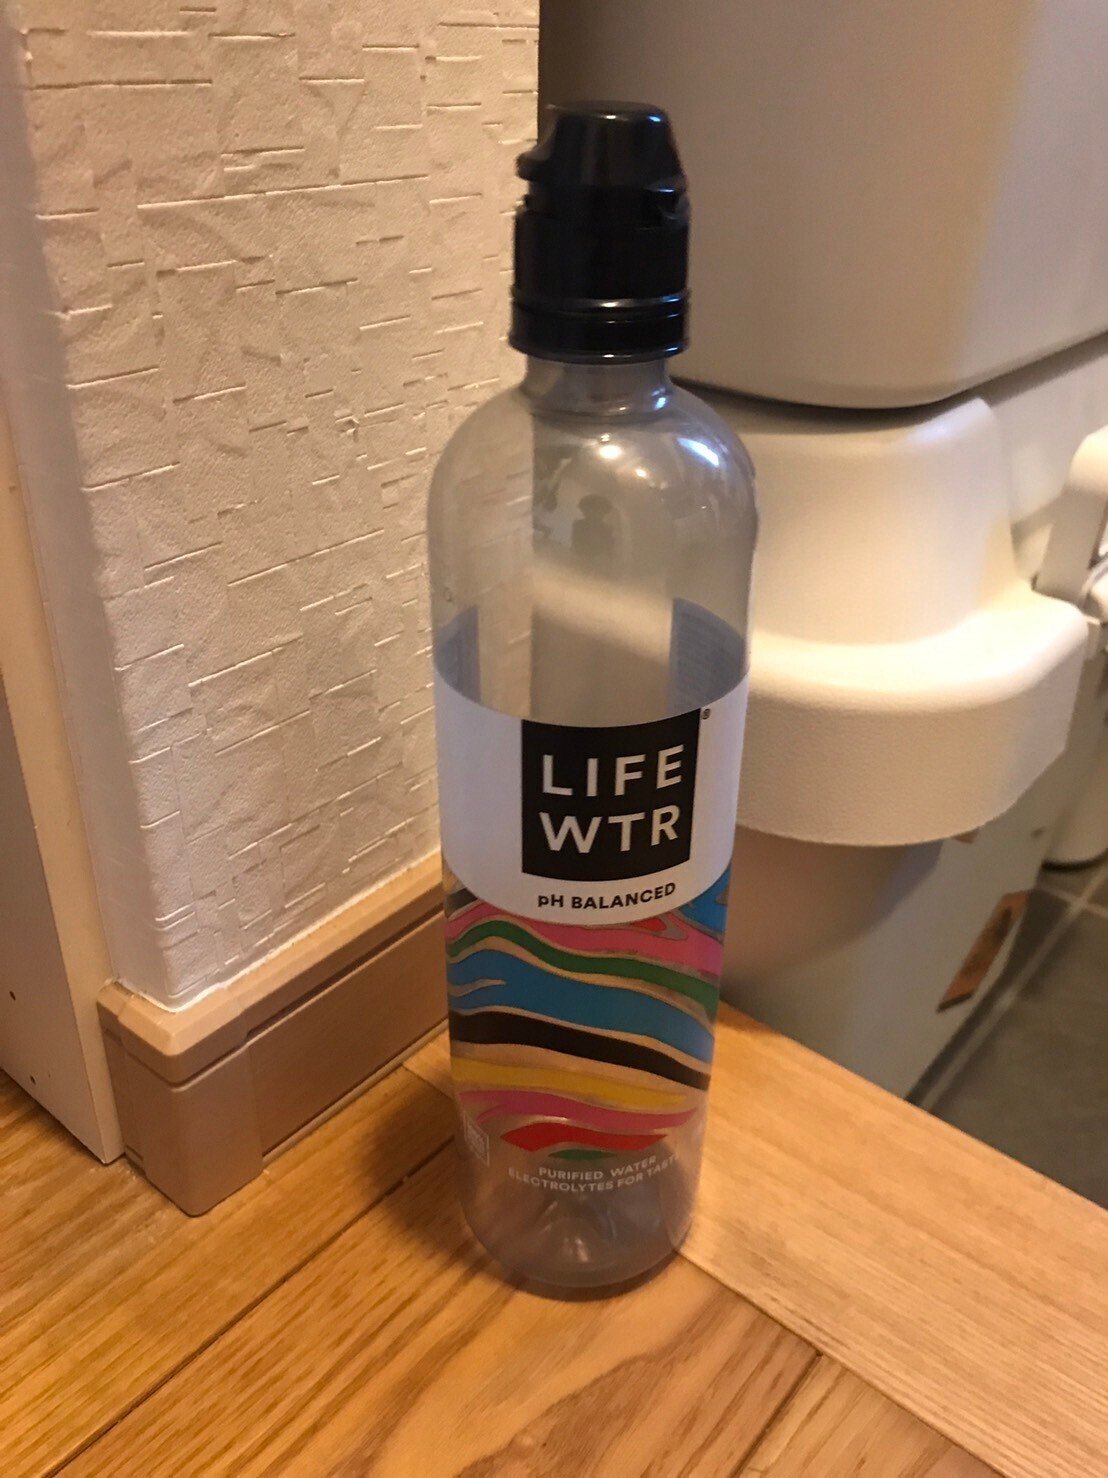 LIFE
WTR
®
pH BALANCED
PURIFIED WATER
ELECTROLYTES FOR TASTE